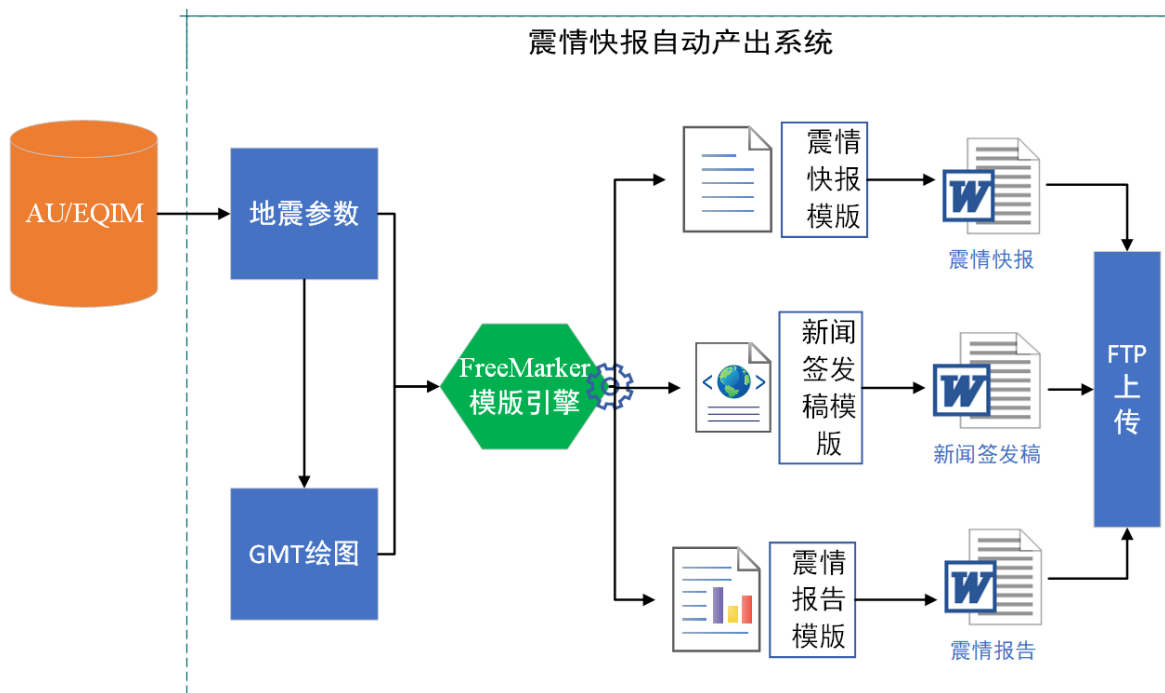 震情快报自动产出系统
AU/EQIM
地震参数
GMT绘图
FreeMarker
模版引擎
震情
快报
模版
震情快报
新闻
签发
稿模
版
新闻签发稿
震情
报告
模版
震情报告
FTP
上
传